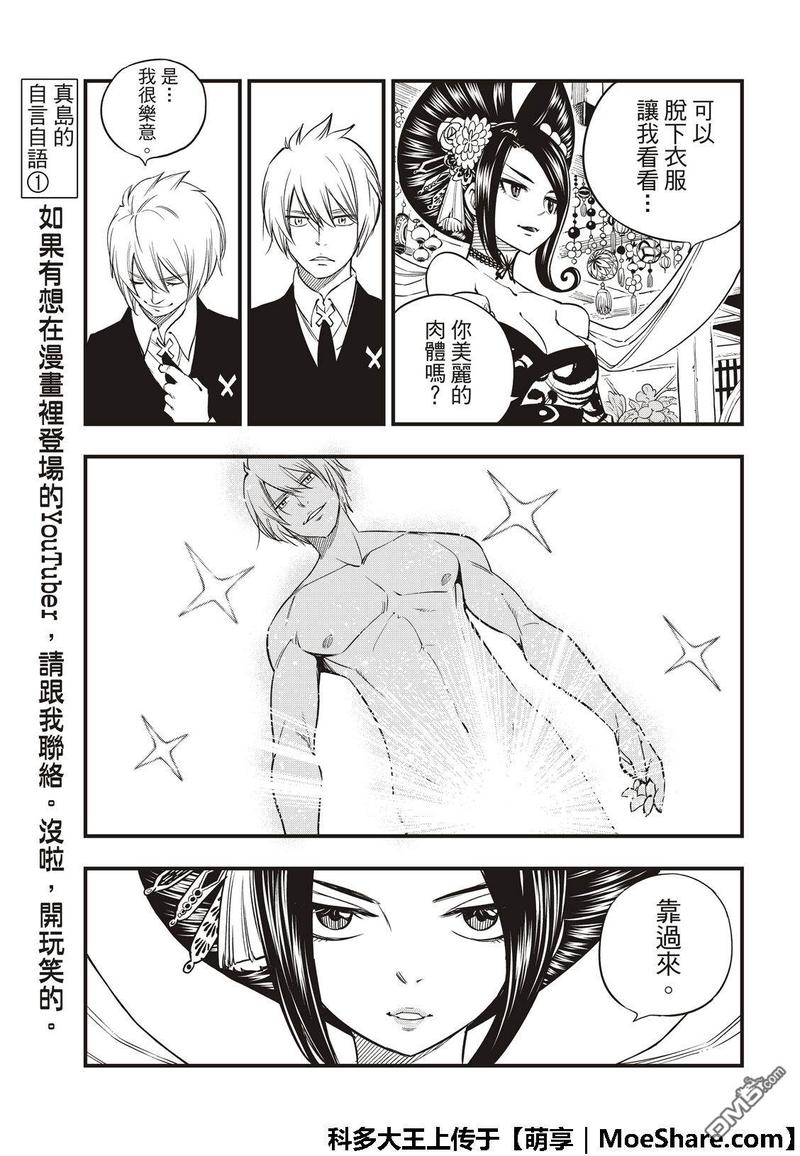 可以
脫下衣服
讓我看看…
你美麗的
肉體嗎?
是…
我很樂意。
靠過來。
真島的
自言自語①
如果有想在漫畫裡登場的YouTuber,請跟我聯絡。沒啦,開玩笑的。
科多大王上传于【萌享｜MoeShare.com】